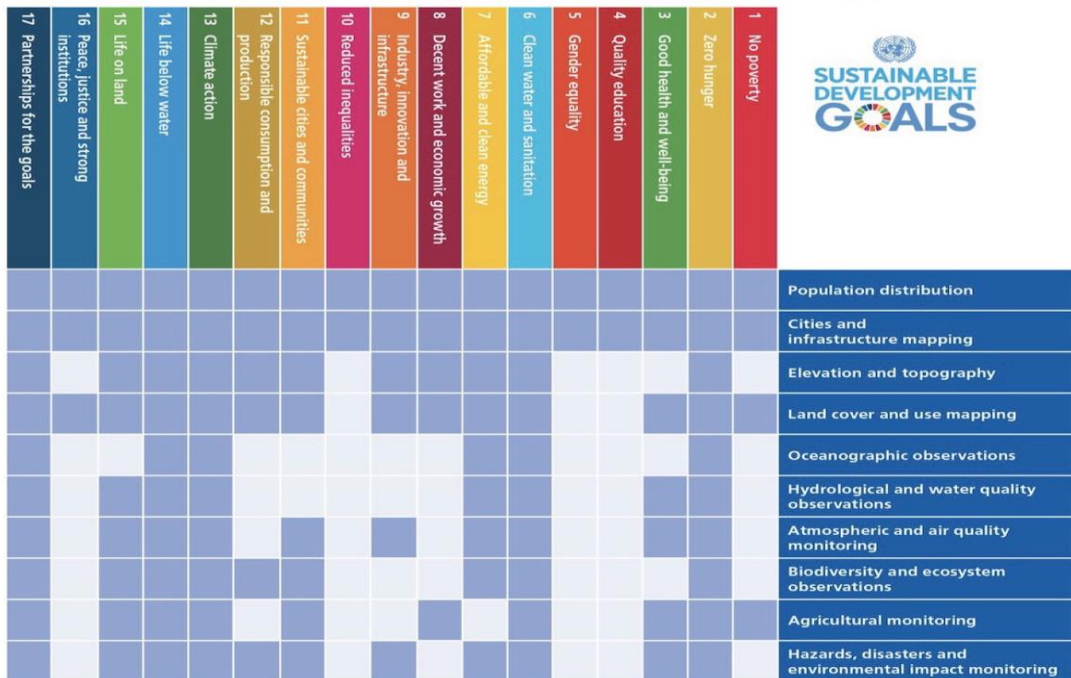 17 Partnerships for the goals
16 Peace, justice and strong
institutions
15 Life on land
14 Life below water
13 Climate action
12 Responsible consumption and
production
11 Sustainable cities and communities
10 Reduced inequalities
9 Industry, innovation and
infrastructure
8 Decent work and economic growth
7 Affordable and clean energy
6 Clean water and sanitation
5 Gender equality
4 Quality education
3 Good health and well-being
2 Zero hunger
1 No poverty
SUSTAINABLE
DEVELOPMENT
GOALS
Population distribution
Cities and
infrastructure mapping
Elevation and topography
Land cover and use mapping
Oceanographic observations
Hydrological and water quality
observations
Atmospheric and air quality
monitoring
Biodiversity and ecosystem
observations
Agricultural monitoring
Hazards, disasters and
environmental impact monitoring